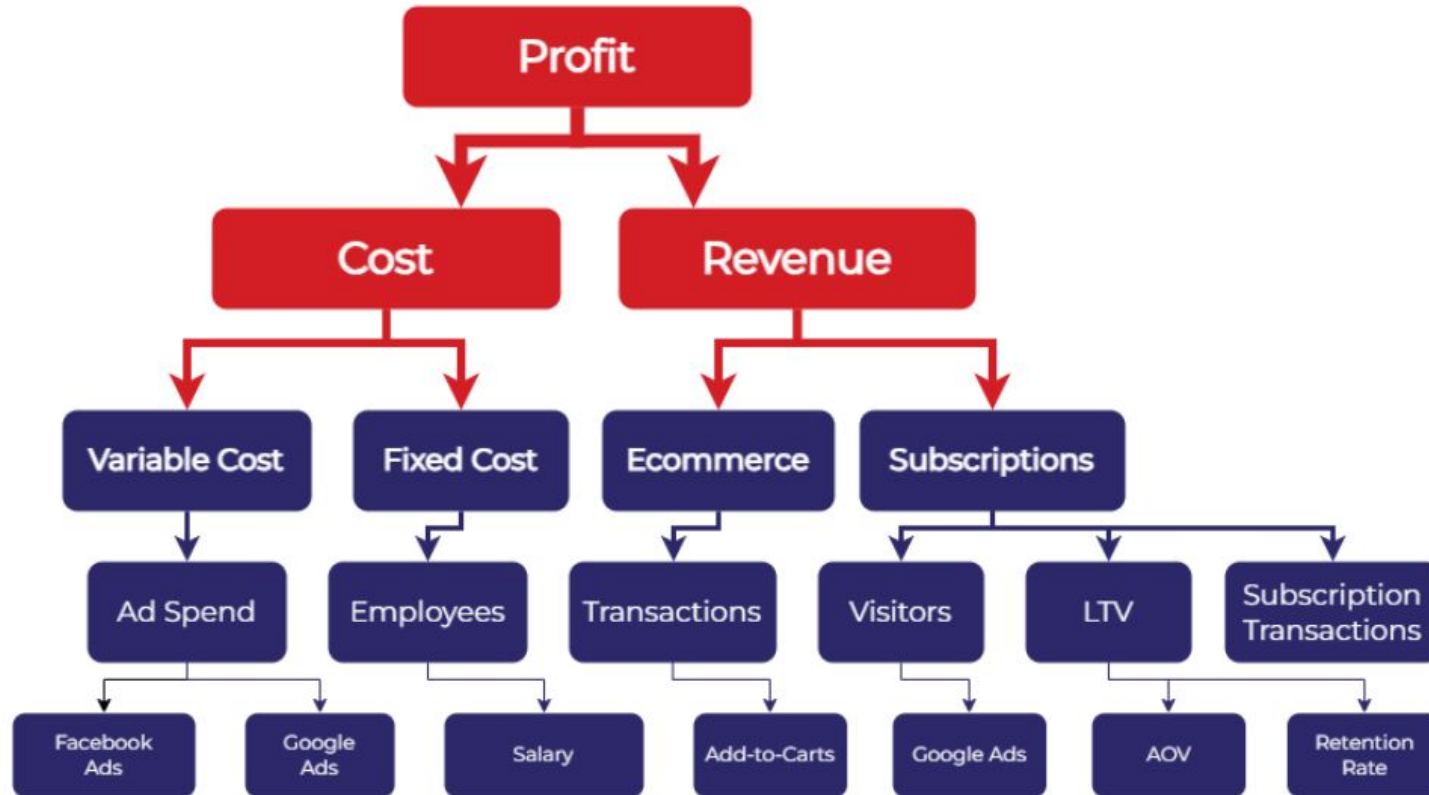 Profit
Cost
Revenue
Variable Cost
Fixed Cost
Ecommerce
Subscriptions
Ad Spend
Employees
Transactions
Visitors
LTV
Subscription
Transactions
Facebook
Ads
Google
Ads
Salary
Add-to-Carts
Google Ads
AOV
Retention
Rate